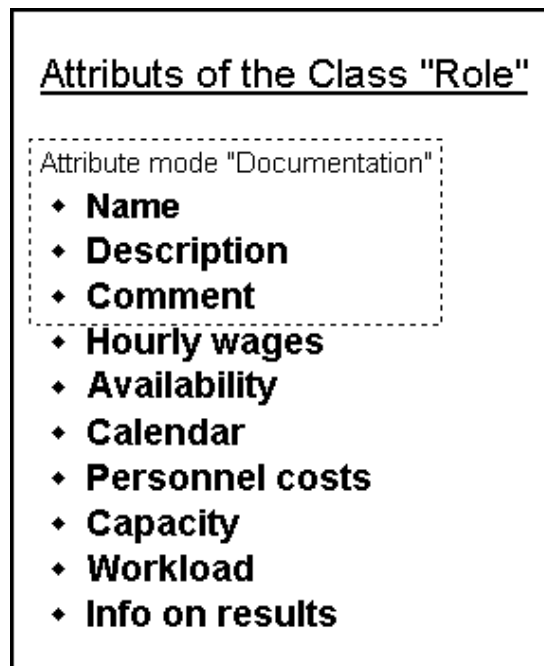 Attributs of the Class "Role"
Attribute mode "Documentation"
Name
Description
Comment
Hourly wages
Availability
Calendar
Personnel costs
Capacity
Workload
Info on results